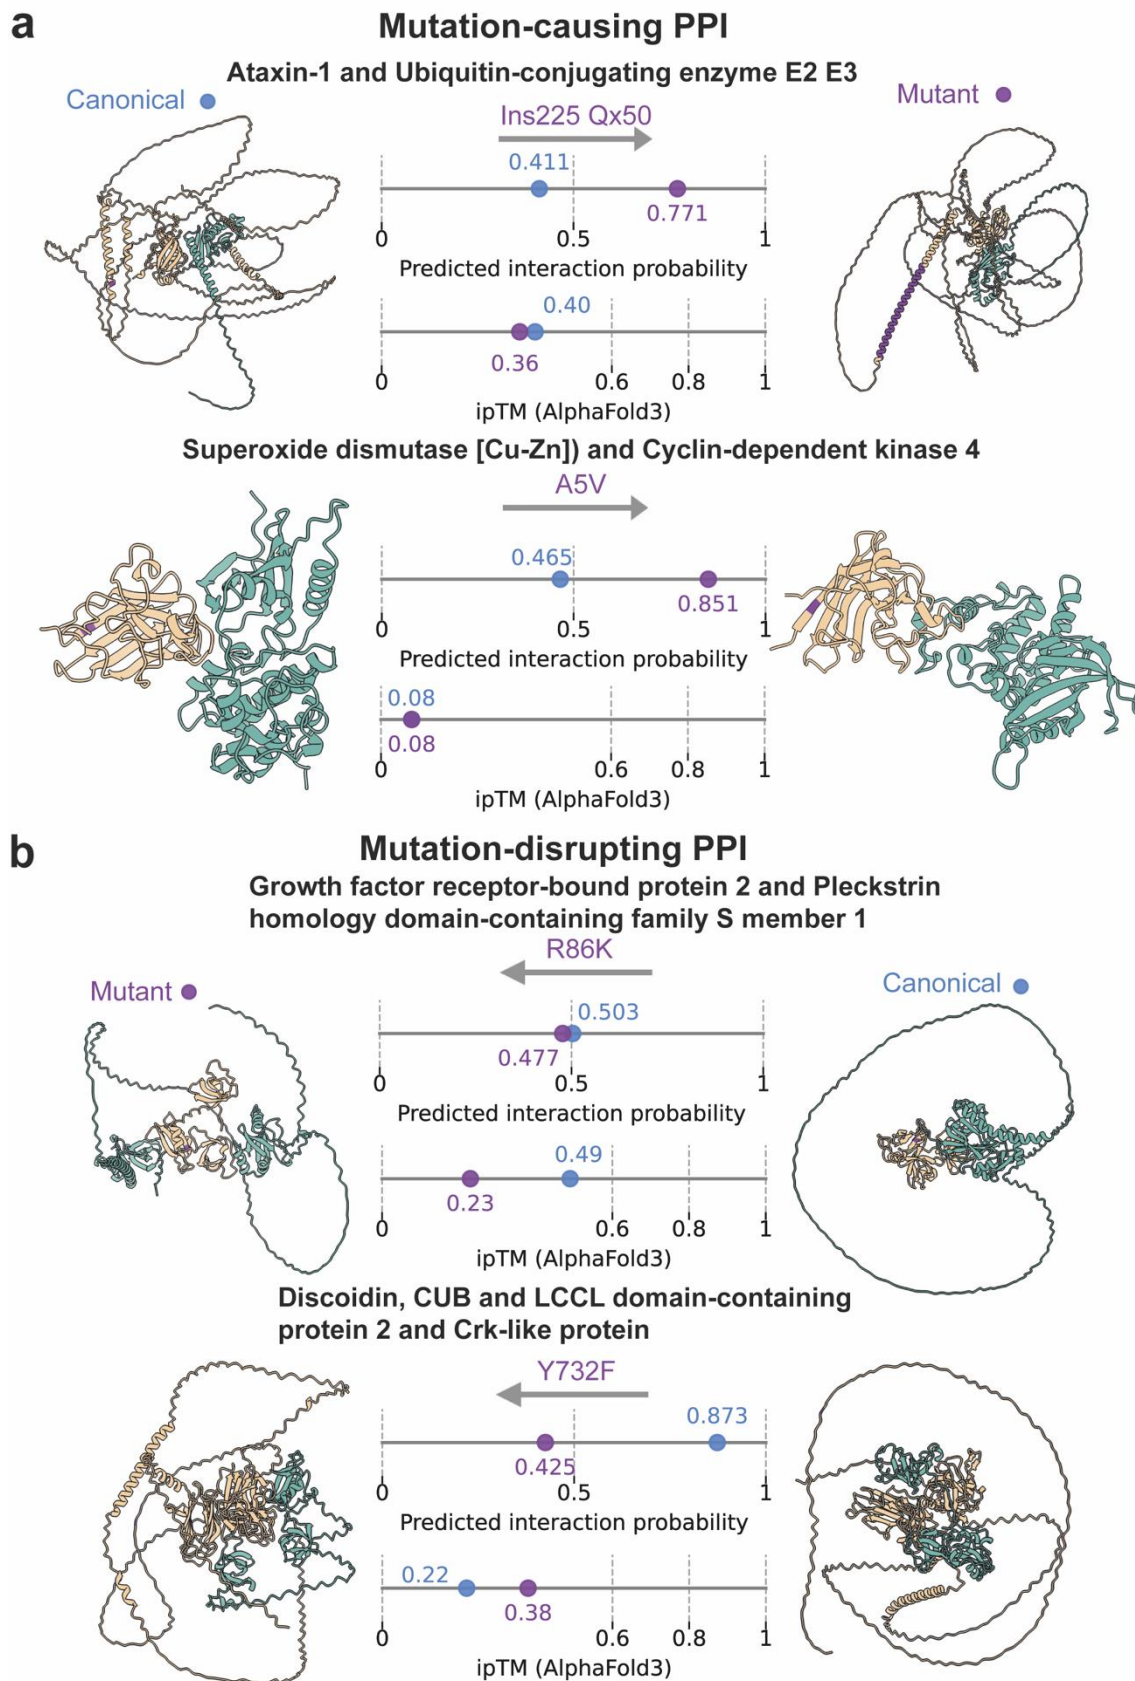 a
Mutation-causing PPI
Ataxin-1 and Ubiquitin-conjugating enzyme E2 E3
Canonical
Mutant
Ins225 Qx50
0.411
0.771
0 0.5 1
Predicted interaction probability
0.40
0.36
0 0.6 0.8 1
ipTM (AlphaFold3)
Superoxide dismutase [Cu-Zn]) and Cyclin-dependent kinase 4
A5V
0.465
0.851
0 0.5 1
Predicted interaction probability
0.08
0.08
0 0.6 0.8 1
ipTM (AlphaFold3)
b
Mutation-disrupting PPI
Growth factor receptor-bound protein 2 and Pleckstrin
homology domain-containing family S member 1
R86K
Mutant
Canonical
0.503
0.477
0 0.5 1
Predicted interaction probability
0.49
0.23
0 0.6 0.8 1
ipTM (AlphaFold3)
Discoidin, CUB and LCCL domain-containing
protein 2 and Crk-like protein
Y732F
0.873
0.425
0 0.5 1
Predicted interaction probability
0.22
0.38
0 0.6 0.8 1
ipTM (AlphaFold3)